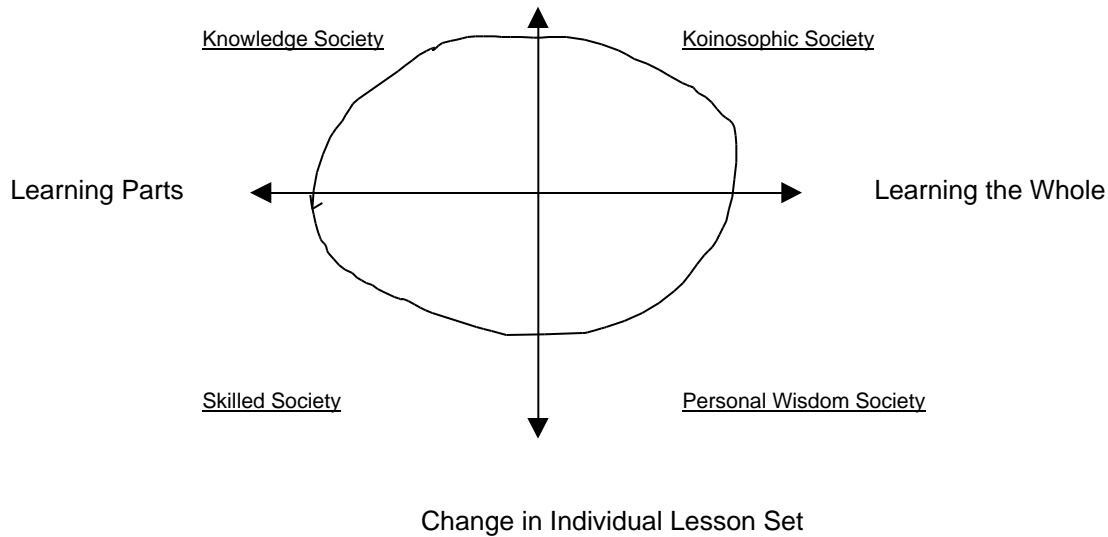 Knowledge Society
Koinosophic Society
Learning Parts
Learning the Whole
Skilled Society
Personal Wisdom Society
Change in Individual Lesson Set